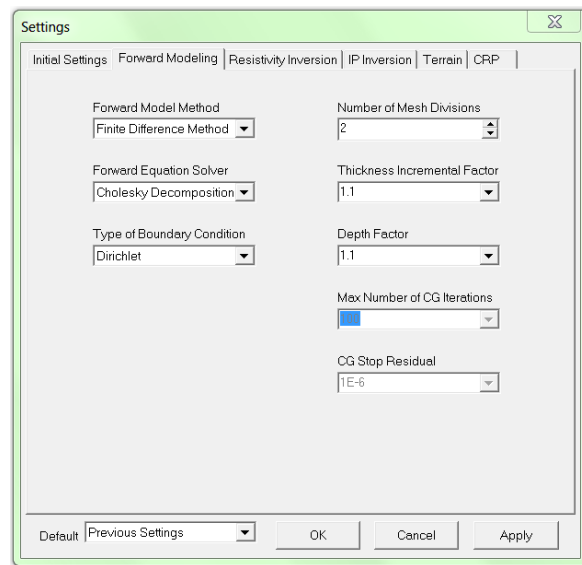 Settings
Initial Settings Forward Modeling Resistivity Inversion IP Inversion Terrain CRP
Forward Model Method
Finite Difference Method
Number of Mesh Divisions
2
Forward Equation Solver
Cholesky Decomposition
Thickness Incremental Factor
1.1
Type of Boundary Condition
Dirichlet
Depth Factor
1.1
Max Number of CG Iterations
CG Stop Residual
1E-6
Default Previous Settings OK Cancel Apply